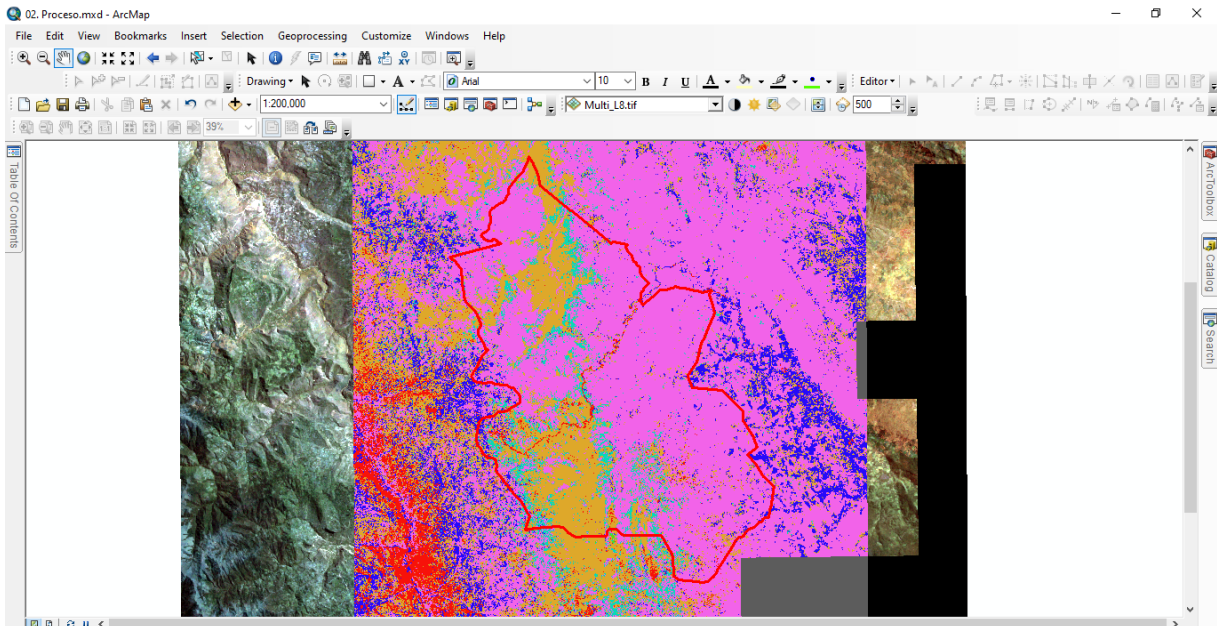 02. Proceso.mxd - ArcMap
File Edit View Bookmarks Insert Selection Geoprocessing Customize Windows Help
Drawing Arial 10 B I U A Editor
1:200,000 Multi_L8.tif 500
39%
Table Of Contents
ArcToolbox
Catalog
Search